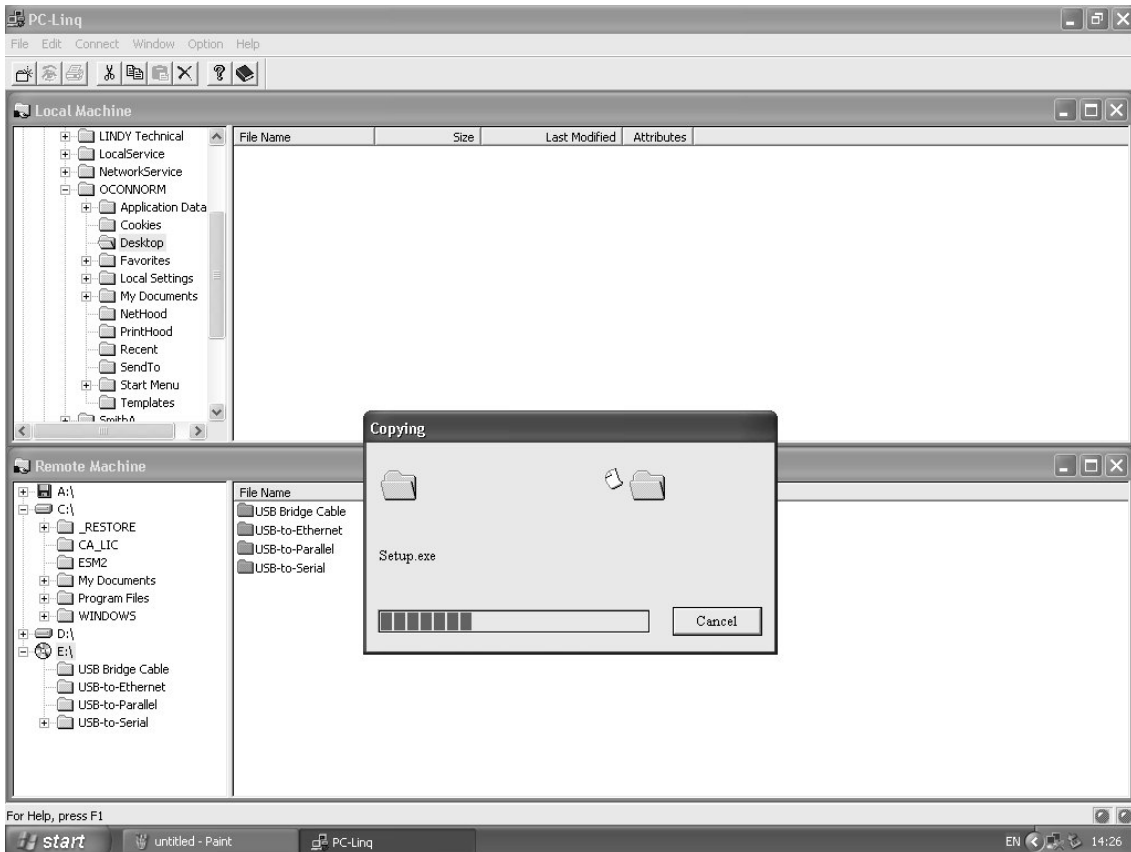 PC-Linq
File Edit Connect Window Option Help
Local Machine
LINDY Technical
LocalService
NetworkService
OCONNORM
Application Data
Cookies
Desktop
Favorites
Local Settings
My Documents
NetHood
PrintHood
Recent
SendTo
Start Menu
Templates
SmithA
File Name Size Last Modified Attributes
Copying
Setup.exe
Cancel
Remote Machine
A:\
C:\
_RESTORE
CA_LIC
ESM2
My Documents
Program Files
WINDOWS
D:\
E:\
USB Bridge Cable
USB-to-Ethernet
USB-to-Parallel
USB-to-Serial
File Name
USB Bridge Cable
USB-to-Ethernet
USB-to-Parallel
USB-to-Serial
For Help, press F1
start untitled - Paint PC-Linq EN 14:26